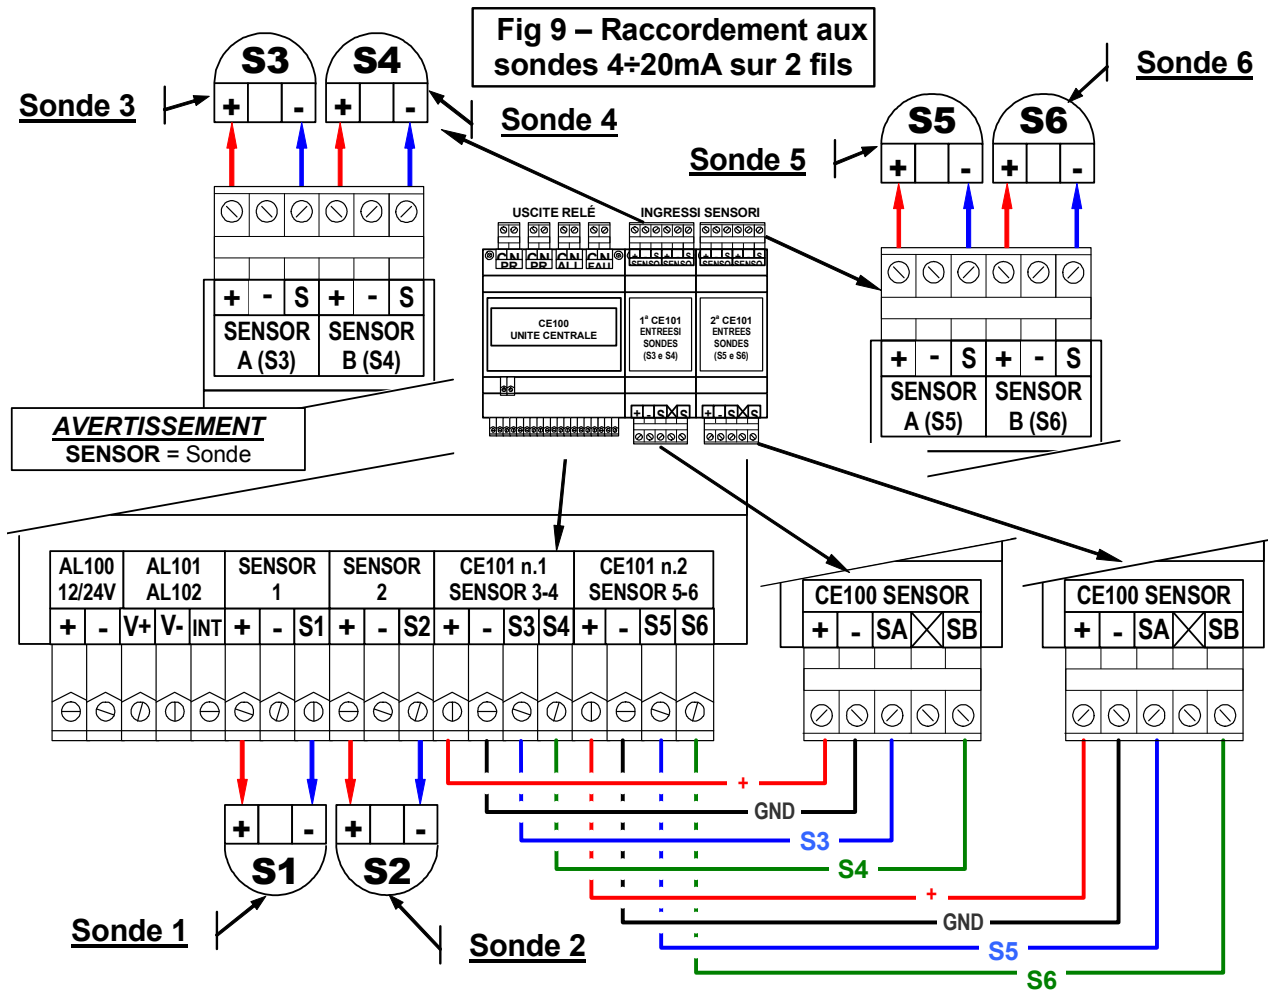 Fig 9 – Raccordement aux
sondes 4÷20mA sur 2 fils
S3
S4
+ -
+ -
Sonde 3
Sonde 4
Sonde 6
S5
S6
+ -
+ -
Sonde 5
USCITE RELÉ
INGRESSI SENSORI
+ - S + - S
SENSOR
A (S3)
SENSOR
B (S4)
CE100
UNITE CENTRALE
1ª CE101
ENTREESI
SONDES
(S3 e S4)
2ª CE101
ENTREES
SONDES
(S5 e S6)
+ - S S
+ - S S
+ - S + - S
SENSOR
A (S5)
SENSOR
B (S6)
AVERTISSEMENT
SENSOR = Sonde
AL100
12/24V
AL101
AL102
SENSOR
1
SENSOR
2
CE101 n.1
SENSOR 3-4
CE101 n.2
SENSOR 5-6
+ - V+ V- INT + - S1 + - S2 + - S3 S4 + - S5 S6
CE100 SENSOR
+ - SA SB
CE100 SENSOR
+ - SA SB
+
GND
S3
S4
+
GND
S5
S6
+ -
S1
+ -
S2
Sonde 1
Sonde 2